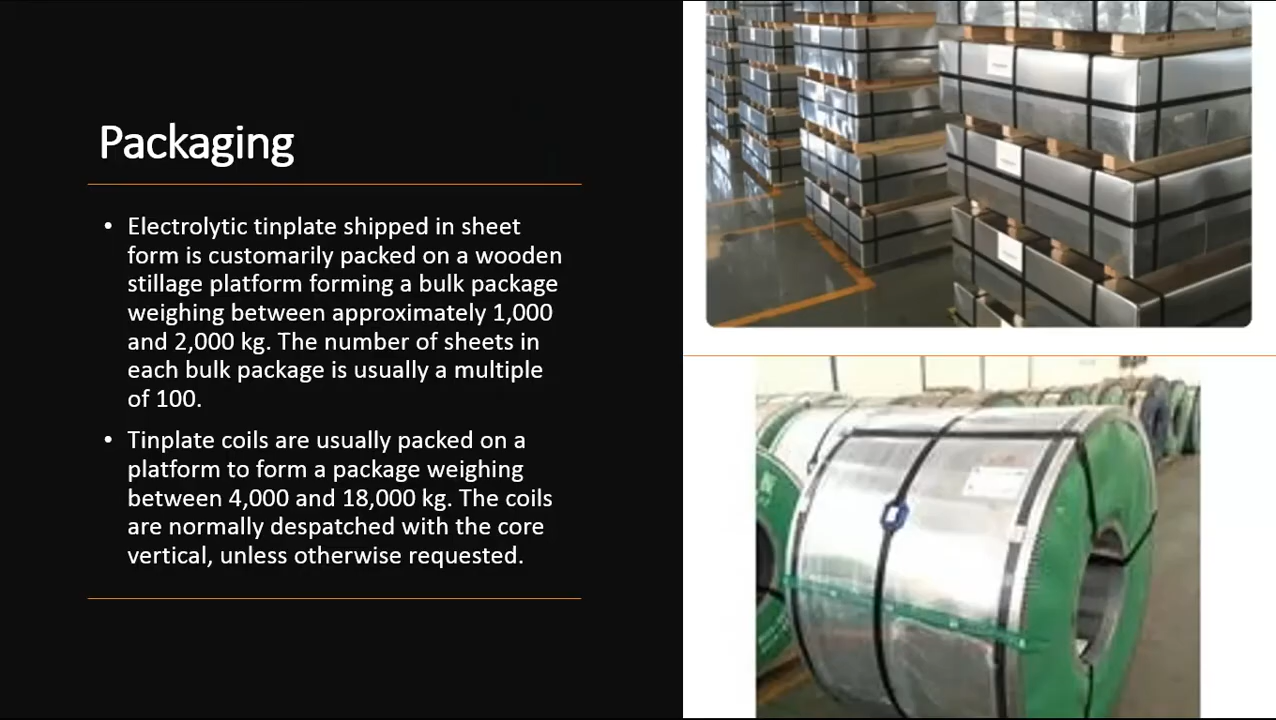 Packaging
• Electrolytic tinplate shipped in sheet
form is customarily packed on a wooden
stillage platform forming a bulk package
weighing between approximately 1,000
and 2,000 kg. The number of sheets in
each bulk package is usually a multiple
of 100.
• Tinplate coils are usually packed on a
platform to form a package weighing
between 4,000 and 18,000 kg. The coils
are normally despatched with the core
vertical, unless otherwise requested.